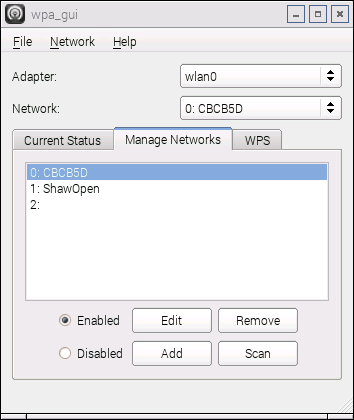 wpa_gui
File Network Help
Adapter: wlan0
Network: 0: CBCB5D
Current Status Manage Networks WPS
0: CBCB5D
1: ShawOpen
2:
Enabled Edit Remove
Disabled Add Scan